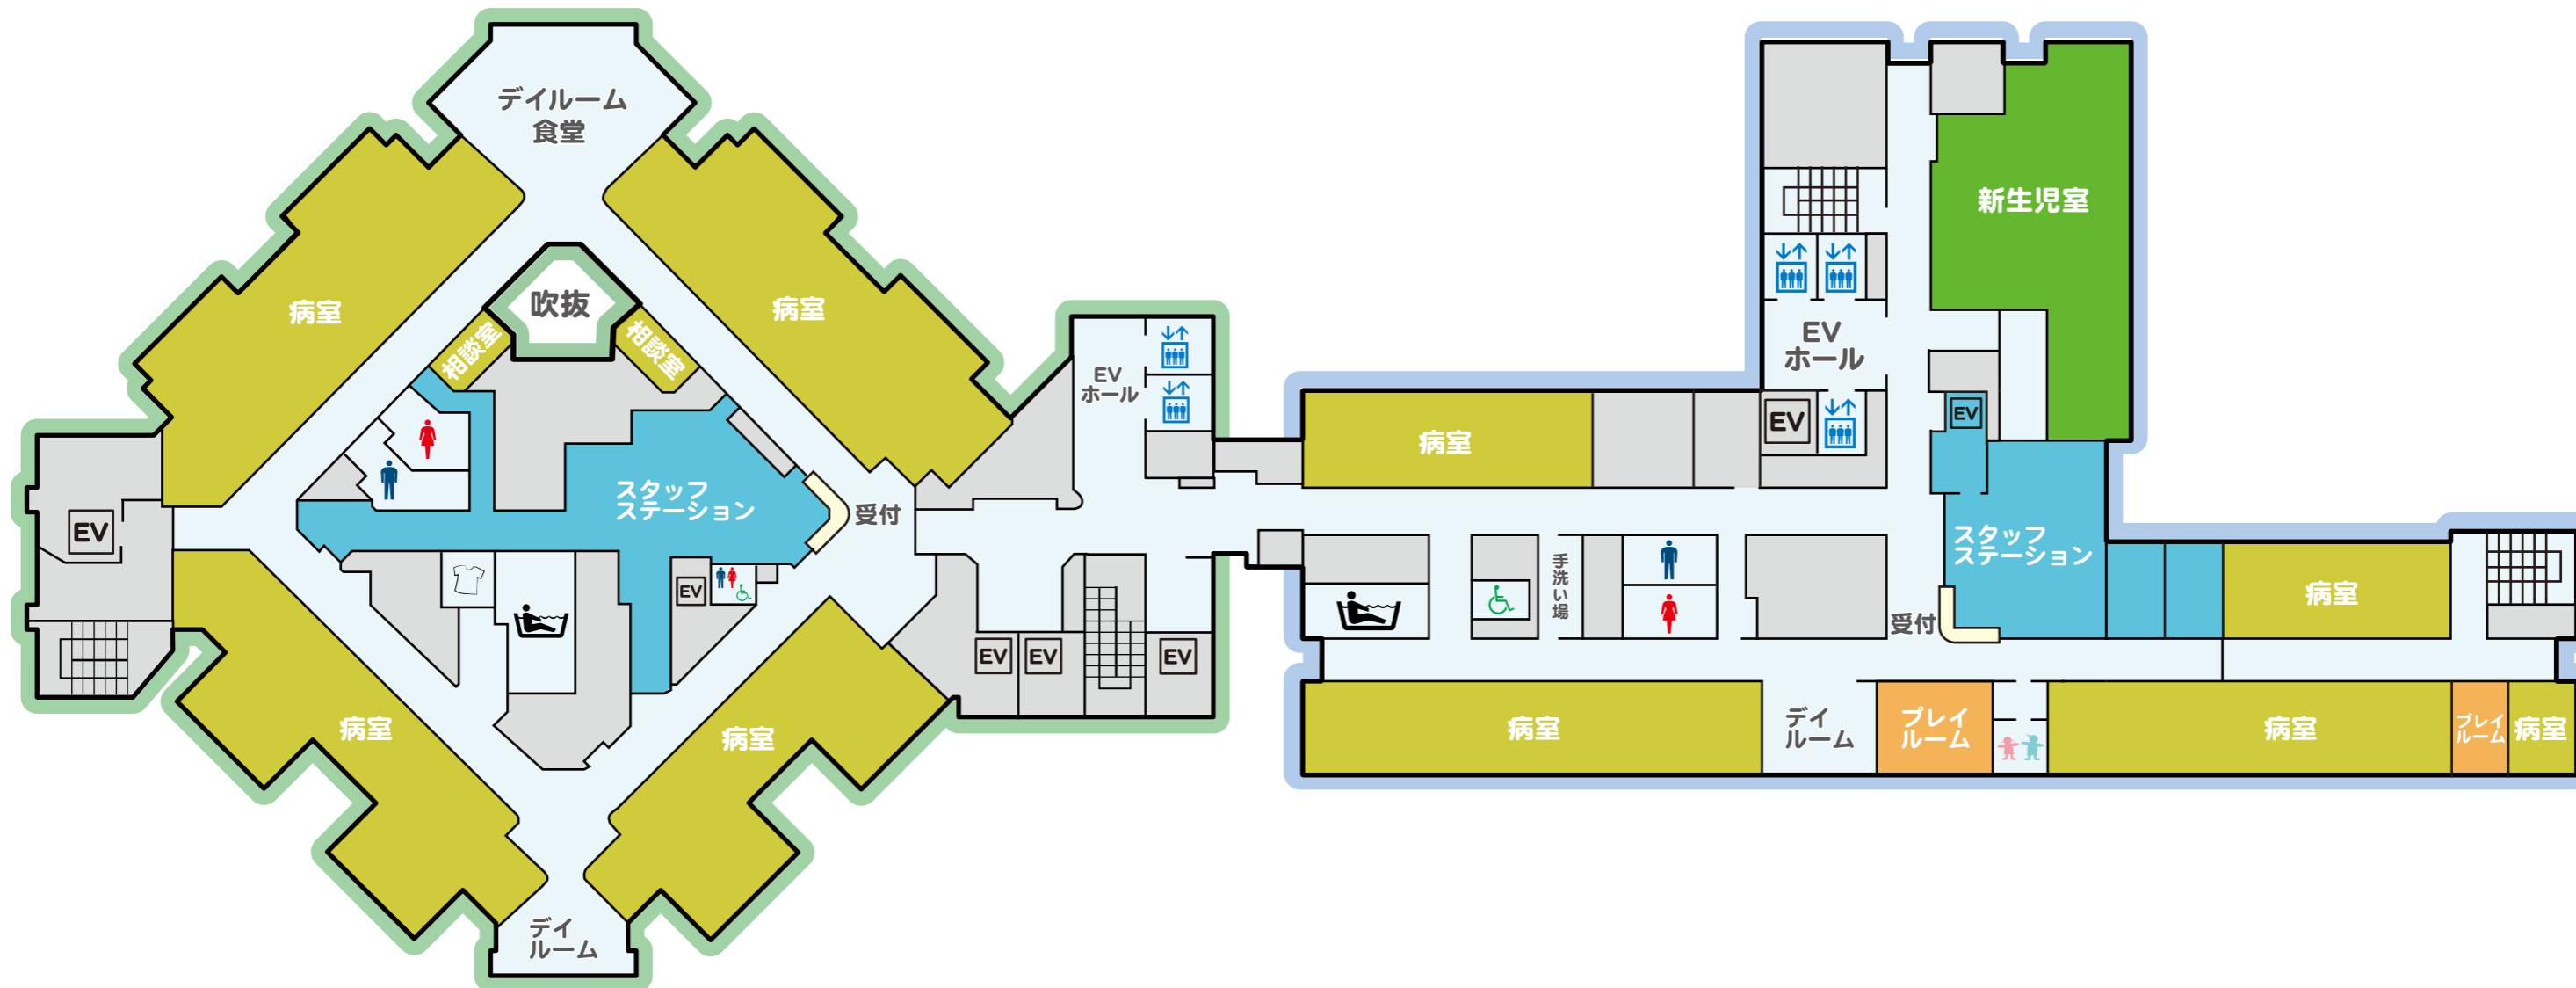 デイルーム
食堂
病室
病室
吹抜
相談室
相談室
EV
ホール
スタッフ
ステーション
受付
EV
EV
EV
EV
EV
病室
病室
デイ
ルーム
新生児室
EV
ホール
病室
EV
EV
スタッフ
ステーション
手洗い場
受付
病室
病室
デイ
ルーム
プレイ
ルーム
病室
プレイ
ルーム
病室